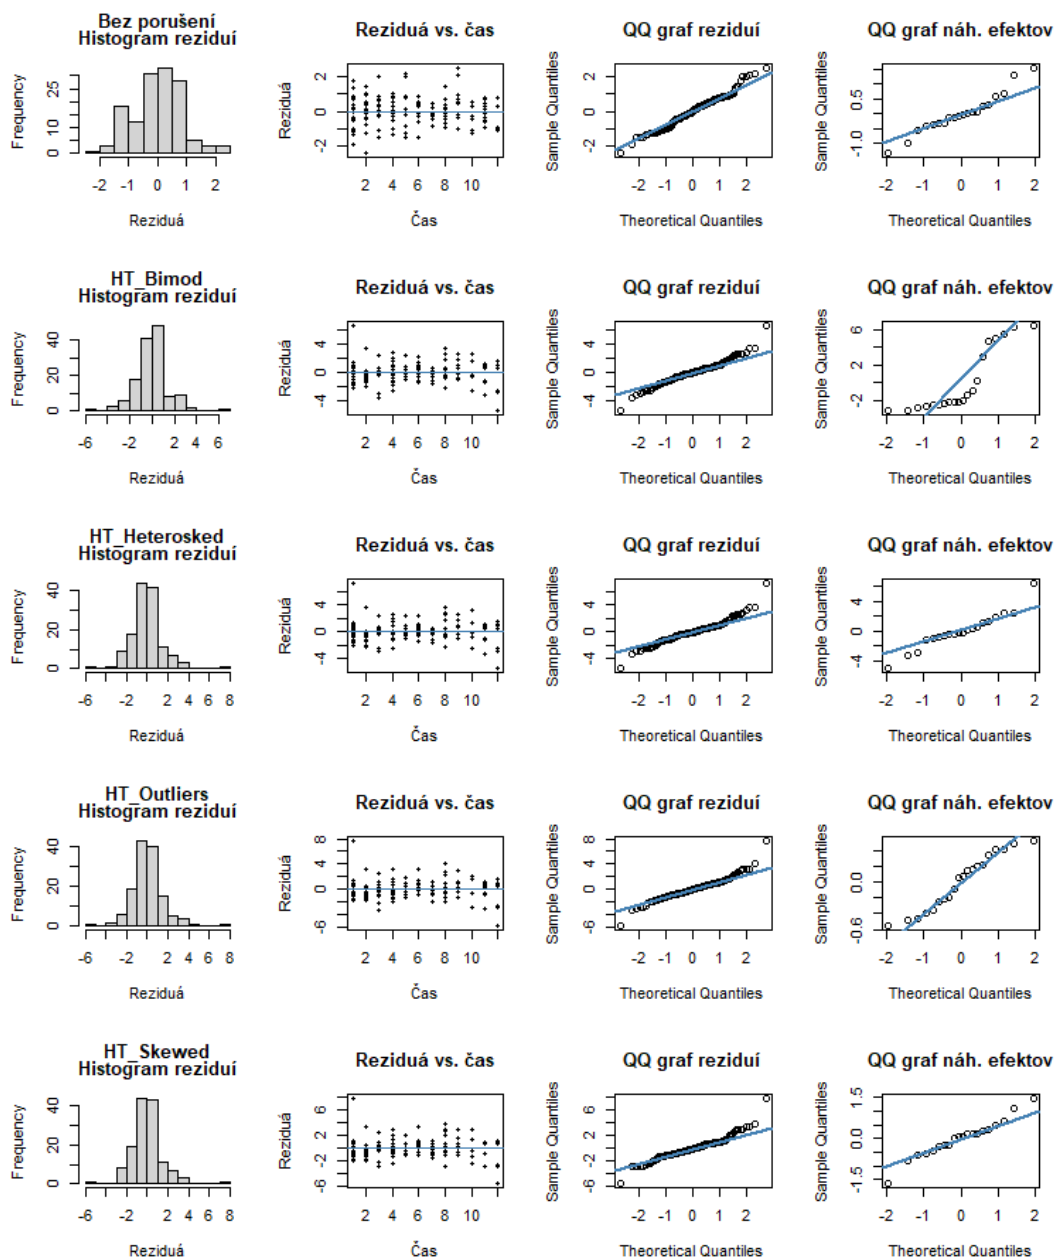 Bez porušení
Histogram reziduí
Frequency
0 10 25
-2 -1 0 1 2
Reziduá
Reziduá vs. čas
Reziduá
-2 0 2
2 4 6 8 10
Čas
QQ graf reziduí
Sample Quantiles
-2 0 2
-2 -1 0 1 2
Theoretical Quantiles
QQ graf náh. efektov
Sample Quantiles
-1.0 0.5
-2 -1 0 1 2
Theoretical Quantiles
HT_Bimod
Histogram reziduí
Frequency
0 20 40
-6 -2 2 6
Reziduá
Reziduá vs. čas
Reziduá
-4 0 4
2 4 6 8 10
Čas
QQ graf reziduí
Sample Quantiles
-4 0 4
-2 -1 0 1 2
Theoretical Quantiles
QQ graf náh. efektov
Sample Quantiles
-2 2 6
-2 -1 0 1 2
Theoretical Quantiles
HT_Heterosked
Histogram reziduí
Frequency
0 20 40
-6 -2 2 4 6 8
Reziduá
Reziduá vs. čas
Reziduá
-4 0 4
2 4 6 8 10
Čas
QQ graf reziduí
Sample Quantiles
-4 0 4
-2 -1 0 1 2
Theoretical Quantiles
QQ graf náh. efektov
Sample Quantiles
-4 0 4
-2 -1 0 1 2
Theoretical Quantiles
HT_Outliers
Histogram reziduí
Frequency
0 20 40
-6 -2 2 4 6 8
Reziduá
Reziduá vs. čas
Reziduá
-6 0 4 8
2 4 6 8 10
Čas
QQ graf reziduí
Sample Quantiles
-6 0 4 8
-2 -1 0 1 2
Theoretical Quantiles
QQ graf náh. efektov
Sample Quantiles
-0.6 0.0
-2 -1 0 1 2
Theoretical Quantiles
HT_Skewed
Histogram reziduí
Frequency
0 20 40
-6 -2 2 4 6 8
Reziduá
Reziduá vs. čas
Reziduá
-6 -2 2 6
2 4 6 8 10
Čas
QQ graf reziduí
Sample Quantiles
-6 -2 2 6
-2 -1 0 1 2
Theoretical Quantiles
QQ graf náh. efektov
Sample Quantiles
-1.5 0.0 1.5
-2 -1 0 1 2
Theoretical Quantiles